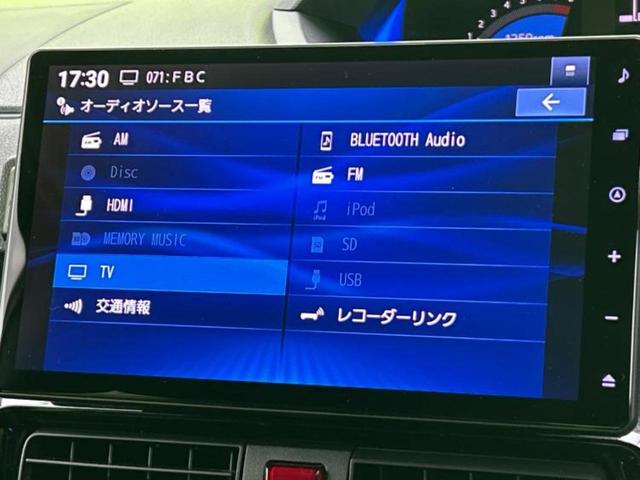 17:30 071:FBC
オーディオソース一覧
AM
BLUETOOTH Audio
Disc
FM
HDMI
iPod
MEMORY MUSIC
SD
TV
USB
交通情報
レコーダーリンク